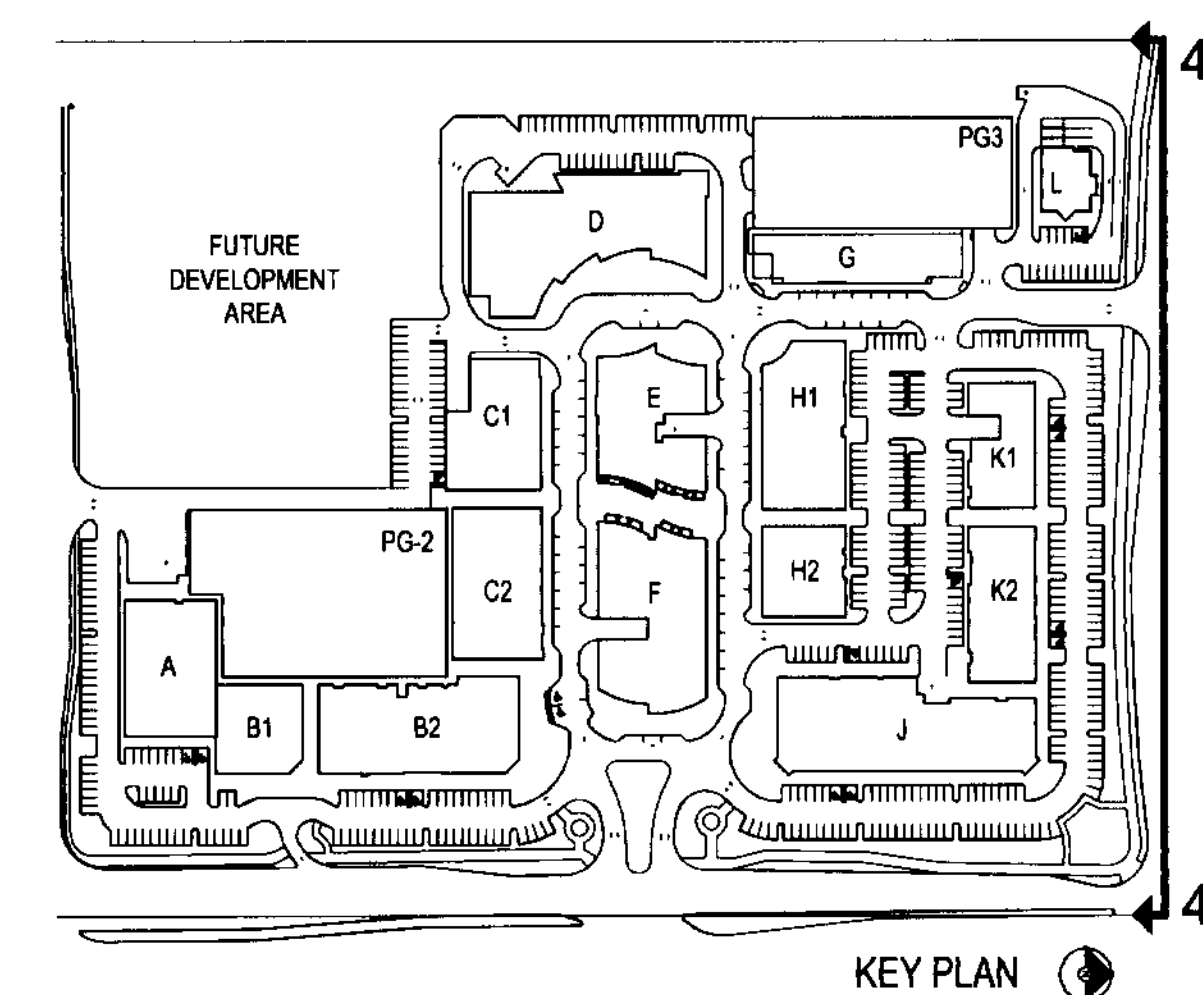 4
PG3
L
D
G
FUTURE
DEVELOPMENT
AREA
C1
E
H1
K1
PG-2
C2
F
H2
K2
A
B1
B2
J
4
KEY PLAN